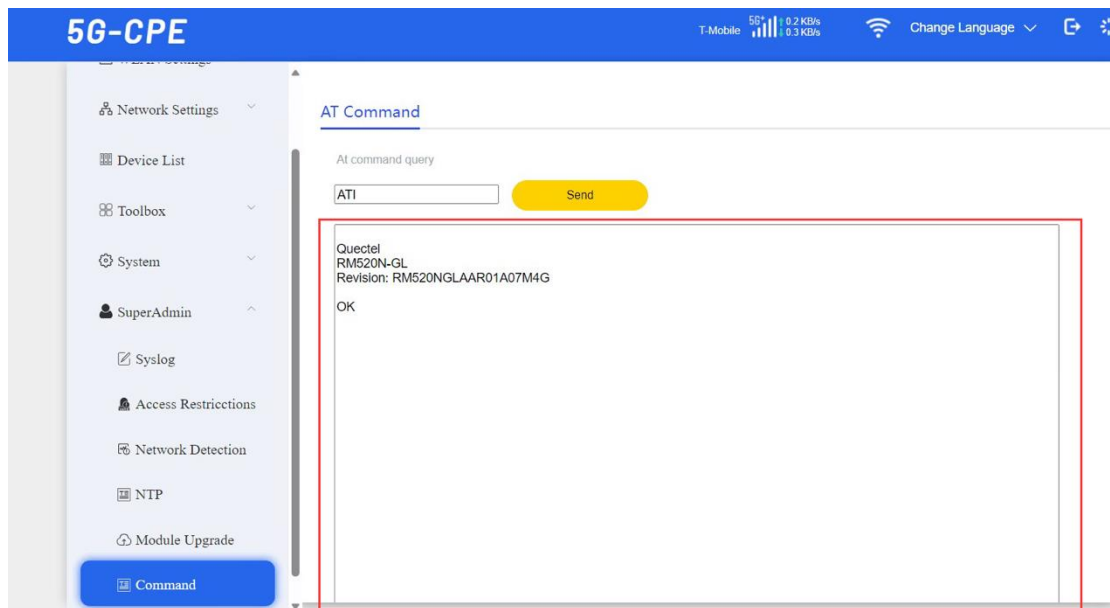 5G-CPE
T-Mobile 5G+ 0.2 KB/s
0.3 KB/s
Change Language
WLAN Settings
Network Settings
Device List
Toolbox
System
SuperAdmin
Syslog
Access Restricctions
Network Detection
NTP
Module Upgrade
Command
AT Command
At command query
ATI
Send
Quectel
RM520N-GL
Revision: RM520NGLAAR01A07M4G
OK